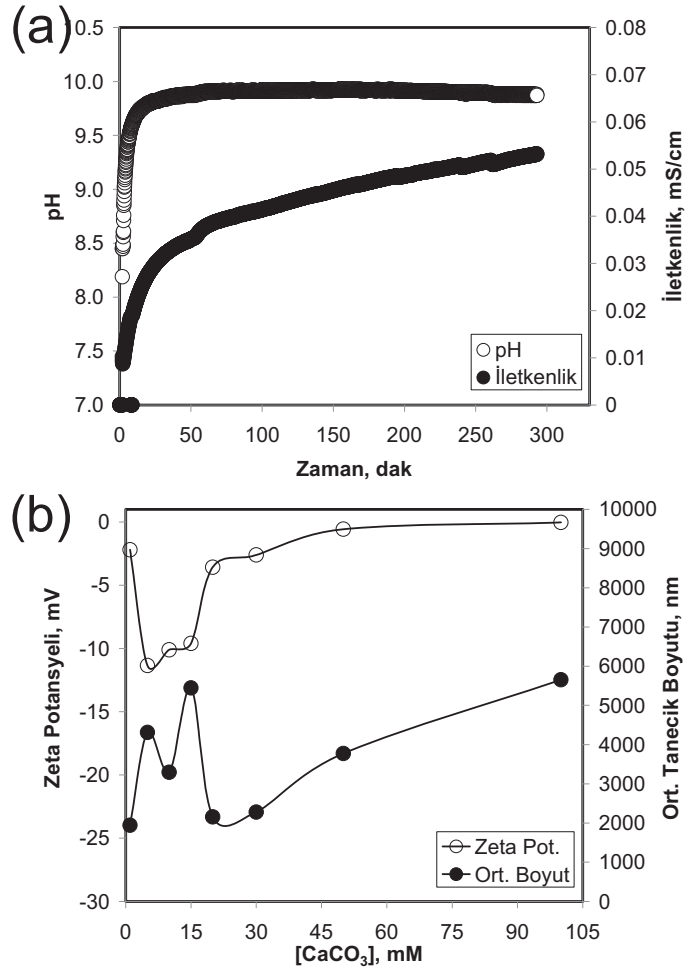 (a)
10.5
10.0
9.5
9.0
8.5
8.0
7.5
7.0
pH
0.08
0.07
0.06
0.05
0.04
0.03
0.02
0.01
0
İletkenlik, mS/cm
pH
İletkenlik
0 50 100 150 200 250 300
Zaman, dak
(b)
0
-5
-10
-15
-20
-25
-30
Zeta Potansyeli, mV
10000
9000
8000
7000
6000
5000
4000
3000
2000
1000
0
Ort. Tanecik Boyutu, nm
Zeta Pot.
Ort. Boyut
0 15 30 45 60 75 90 105
[CaCO₃], mM